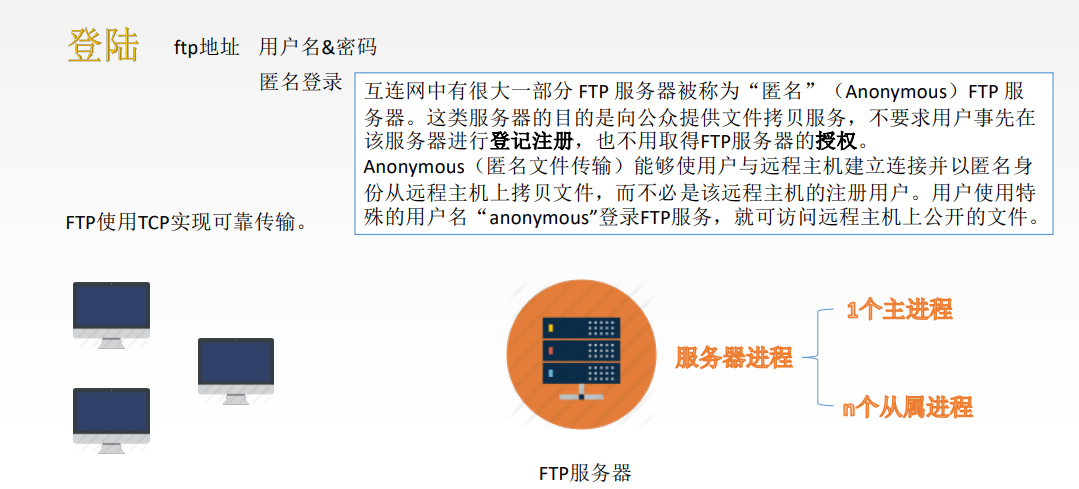 登陆 ftp地址 用户名&密码
匿名登录
互连网中有很大一部分 FTP 服务器被称为“匿名”（Anonymous）FTP 服
务器。这类服务器的目的是向公众提供文件拷贝服务，不要求用户事先在
该服务器进行登记注册，也不用取得FTP服务器的授权。
Anonymous（匿名文件传输）能够使用户与远程主机建立连接并以匿名身
份从远程主机上拷贝文件，而不必是该远程主机的注册用户。用户使用特
殊的用户名“anonymous”登录FTP服务，就可访问远程主机上公开的文件。
FTP使用TCP实现可靠传输。
1个主进程
服务器进程
n个从属进程
FTP服务器